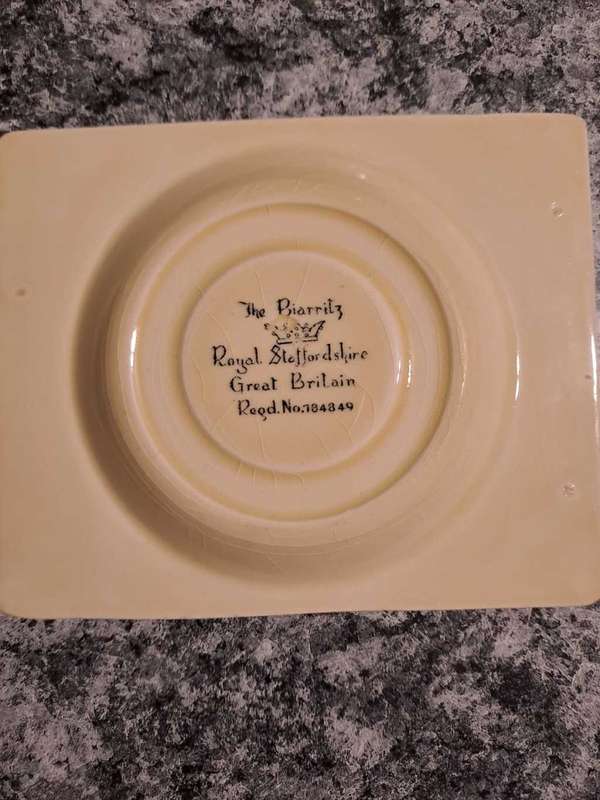 The Biarritz
Royal Staffordshire
Great Britain
Regd. No. 784849